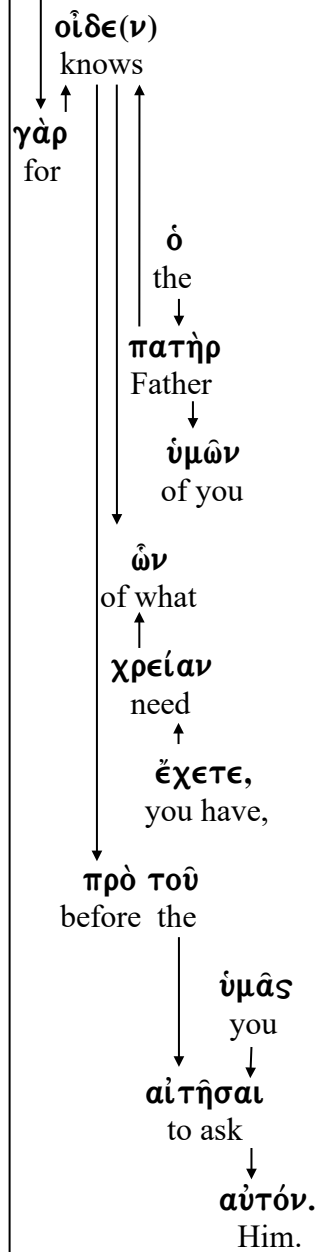 οἶδε(ν)
knows
γὰρ
for
ὁ
the
πατὴρ
Father
ὑμῶν
of you
ὧν
of what
χρείαν
need
ἔχετε,
you have,
πρὸ τοῦ
before the
ὑμᾶς
you
αἰτῆσαι
to ask
αὐτόν.
Him.